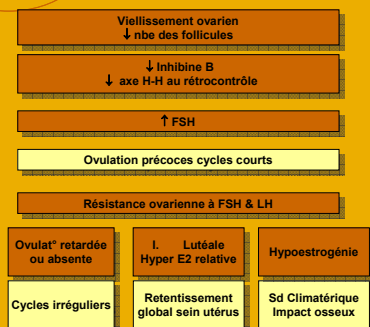 Viellissement ovarien
↓ nbe des follicules
↓ Inhibine B
↓ axe H-H au rétrocontrôle
↑ FSH
Ovulation précoces cycles courts
Résistance ovarienne à FSH & LH
Ovulat° retardée
ou absente
I. Lutéale
Hyper E2 relative
Hypoestrogénie
Cycles irréguliers
Retentissement
global sein utérus
Sd Climatérique
Impact osseux